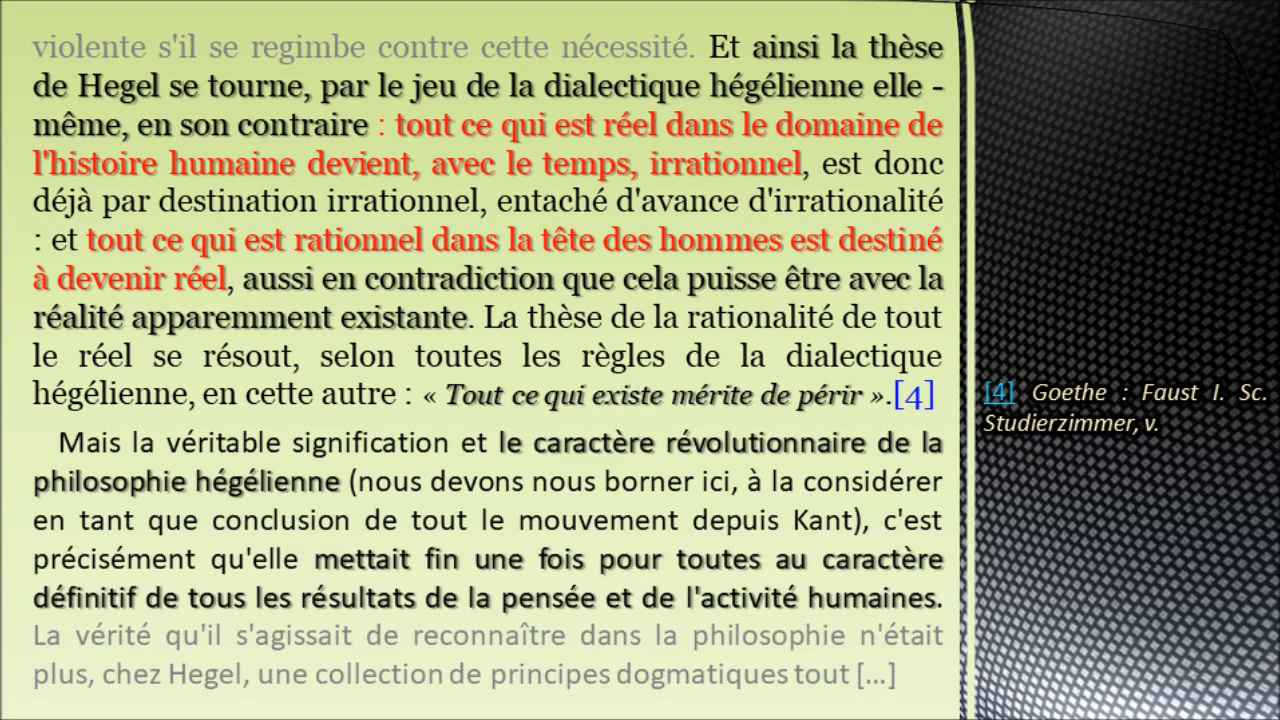 violente s'il se regimbe contre cette nécessité. Et ainsi la thèse
de Hegel se tourne, par le jeu de la dialectique hégélienne elle -
même, en son contraire : tout ce qui est réel dans le domaine de
l'histoire humaine devient, avec le temps, irrationnel, est donc
déjà par destination irrationnel, entaché d'avance d'irrationalité
: et tout ce qui est rationnel dans la tête des hommes est destiné
à devenir réel, aussi en contradiction que cela puisse être avec la
réalité apparemment existante. La thèse de la rationalité de tout
le réel se résout, selon toutes les règles de la dialectique
hégélienne, en cette autre : « Tout ce qui existe mérite de périr ».[4]
Mais la véritable signification et le caractère révolutionnaire de la
philosophie hégélienne (nous devons nous borner ici, à la considérer
en tant que conclusion de tout le mouvement depuis Kant), c'est
précisément qu'elle mettait fin une fois pour toutes au caractère
définitif de tous les résultats de la pensée et de l'activité humaines.
La vérité qu'il s'agissait de reconnaître dans la philosophie n'était
plus, chez Hegel, une collection de principes dogmatiques tout [...]
[4] Goethe : Faust I. Sc.
Studierzimmer, v.